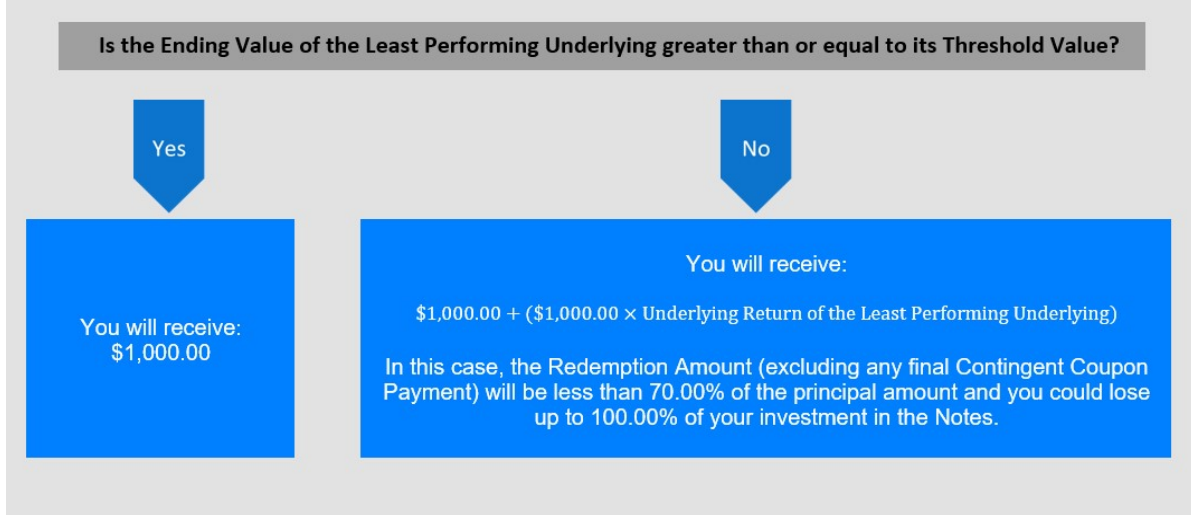 Is the Ending Value of the Least Performing Underlying greater than or equal to its Threshold Value?
Yes
No
You will receive:
$1,000.00
You will receive:
$1,000.00 + ($1,000.00 × Underlying Return of the Least Performing Underlying)
In this case, the Redemption Amount (excluding any final Contingent Coupon
Payment) will be less than 70.00% of the principal amount and you could lose
up to 100.00% of your investment in the Notes.